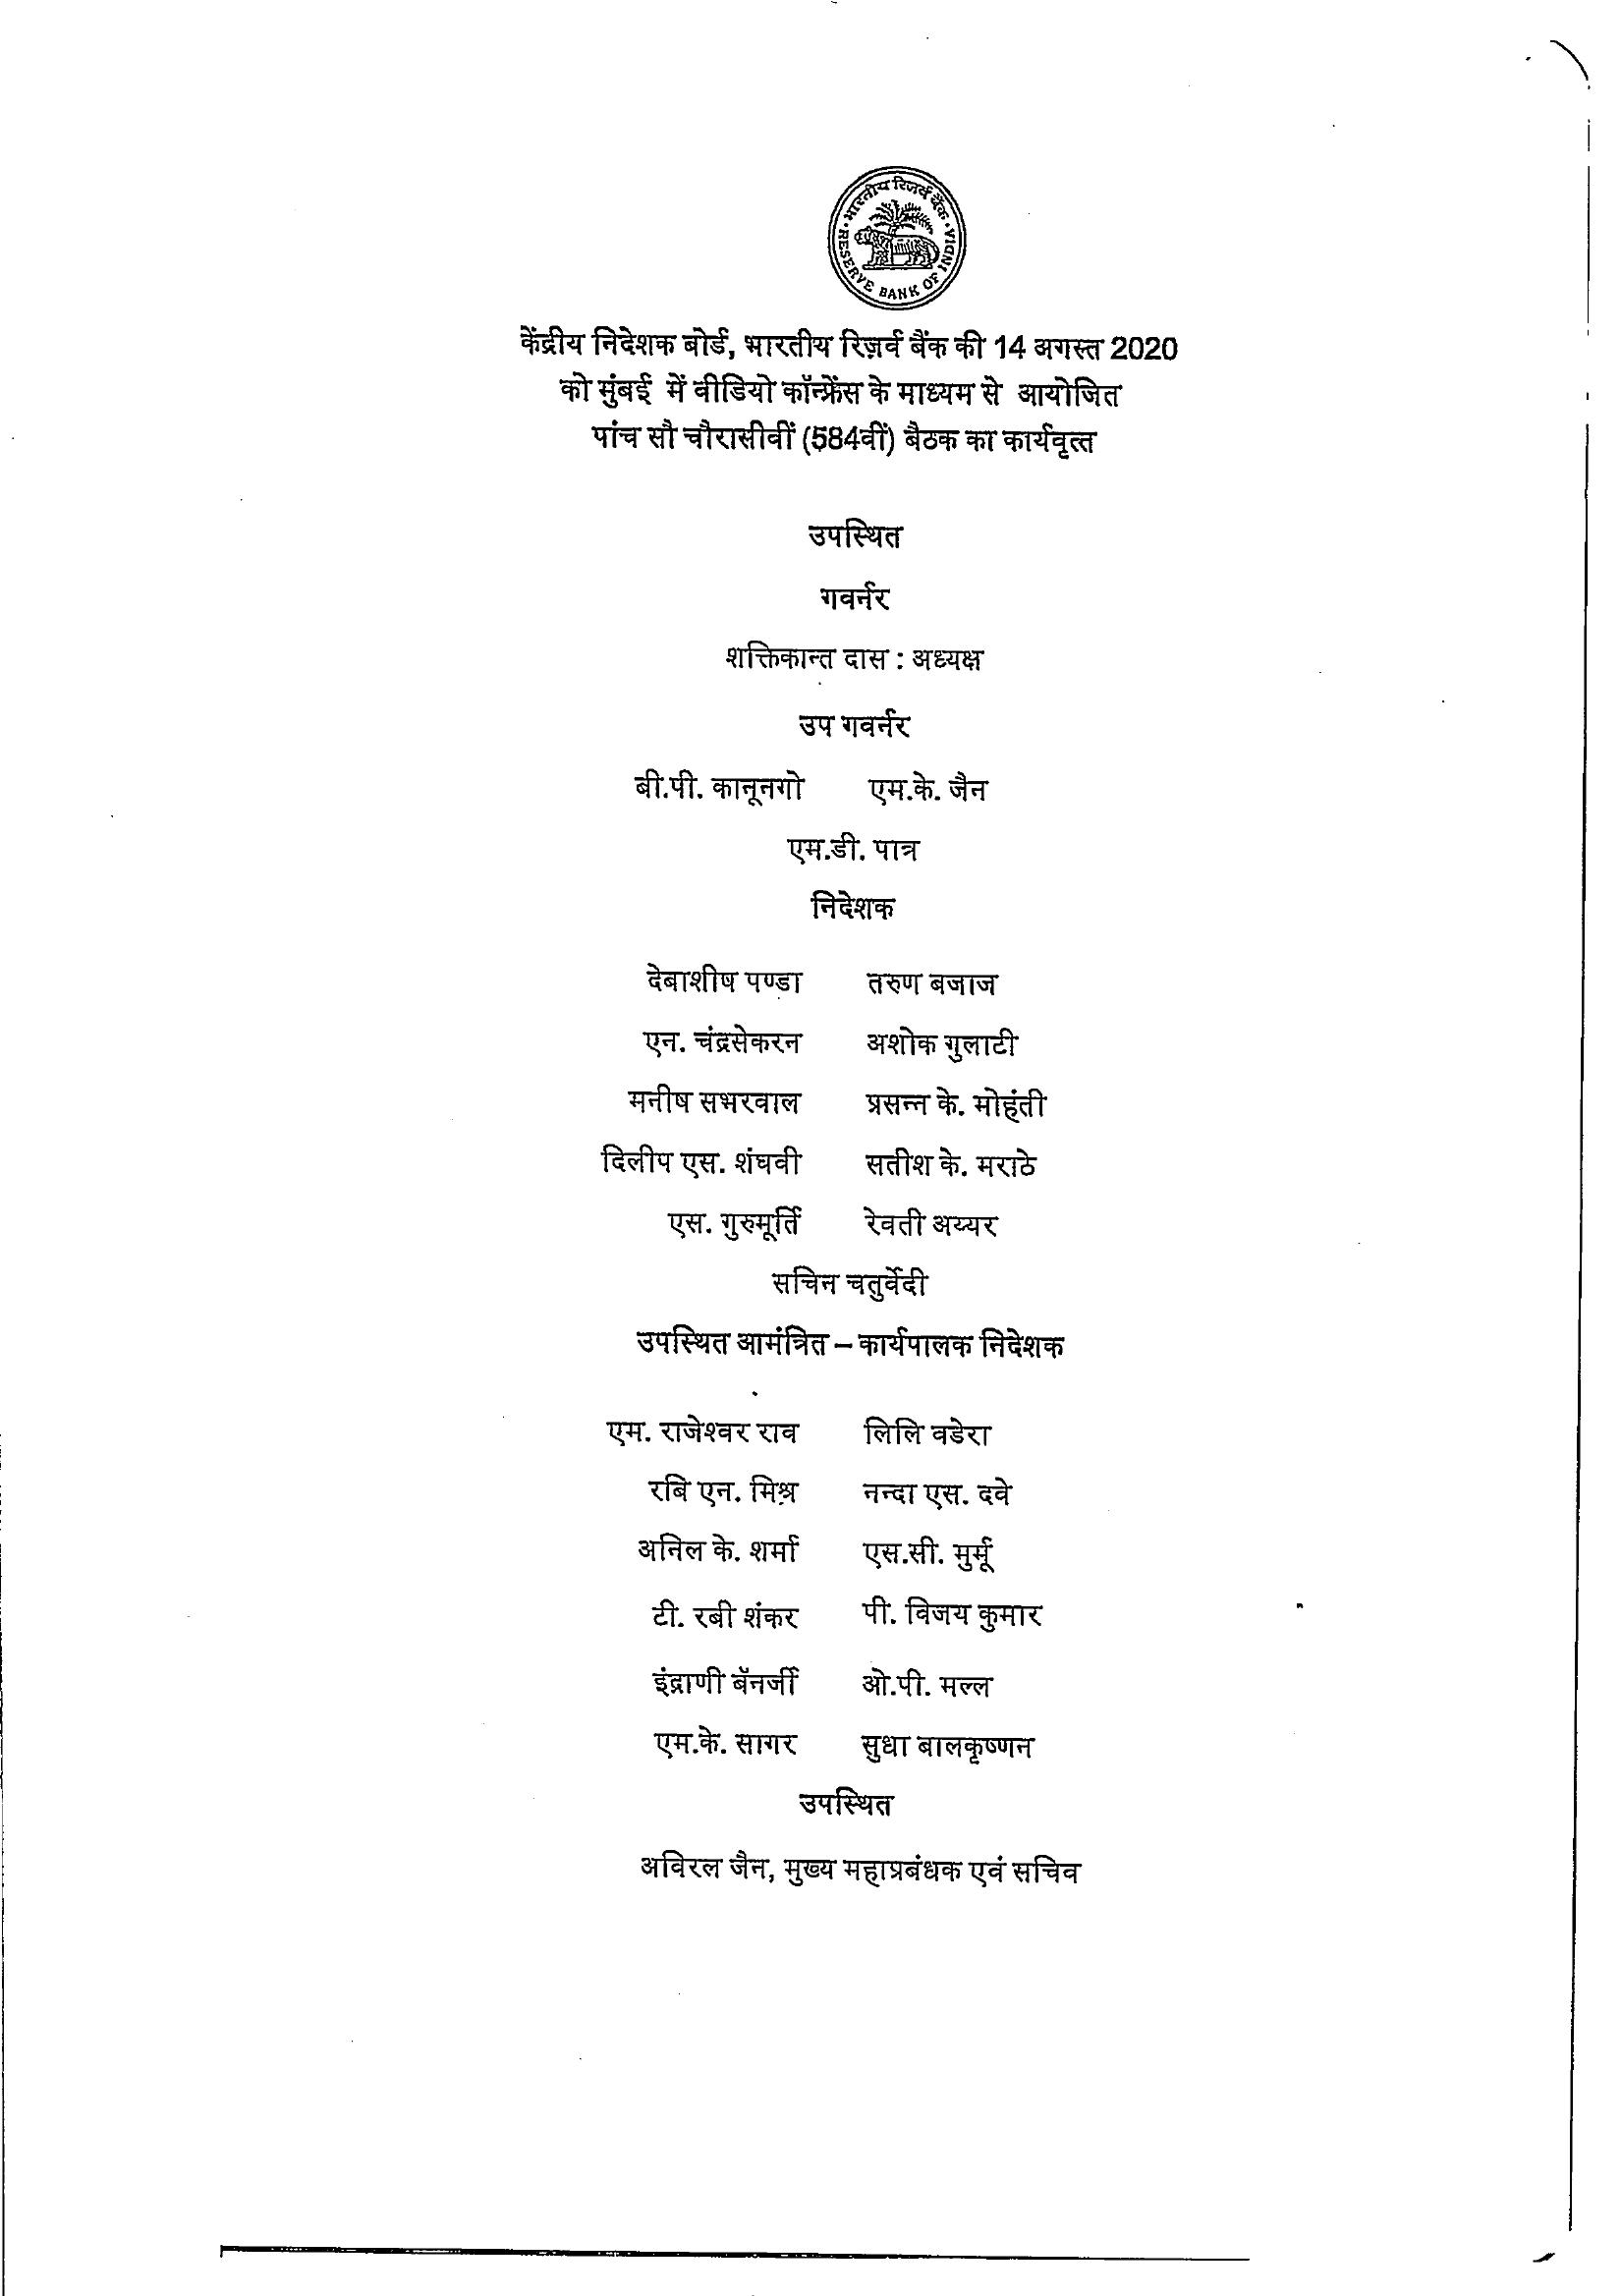 भारतीय रिजर्व बैंक
RESERVE BANK OF INDIA
केंद्रीय निदेशक बोर्ड, भारतीय रिज़र्व बैंक की 14 अगस्त 2020
को मुंबई में वीडियो कॉन्फ्रेंस के माध्यम से आयोजित
पांच सौ चौरासीवीं (584वीं) बैठक का कार्यवृत्त
उपस्थित
गवर्नर
शक्तिकान्त दास : अध्यक्ष
उप गवर्नर
बी.पी. कानूनगो एम.के. जैन
एम.डी. पात्र
निदेशक
देबाशीष पण्डा तरुण बजाज
एन. चंद्रसेकरन अशोक गुलाटी
मनीष सभरवाल प्रसन्न के. मोहंती
दिलीप एस. शंघवी सतीश के. मराठे
एस. गुरुमूर्ति रेवती अय्यर
सचिन चतुर्वेदी
उपस्थित आमंत्रित – कार्यपालक निदेशक
एम. राजेश्वर राव लिलि वडेरा
रबि एन. मिश्र नन्दा एस. दवे
अनिल के. शर्मा एस.सी. मुर्मू
टी. रबी शंकर पी. विजय कुमार
इंद्राणी बॅनर्जी ओ.पी. मल्ल
एम.के. सागर सुधा बालकृष्णन
उपस्थित
अविरल जैन, मुख्य महाप्रबंधक एवं सचिव